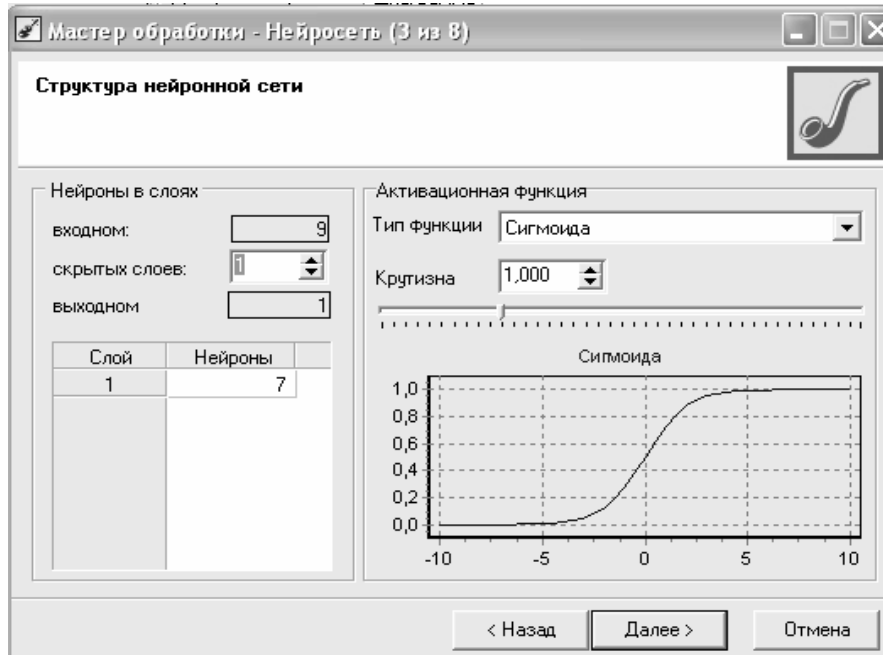 Мастер обработки - Нейросеть (3 из 8)
Структура нейронной сети
Нейроны в слоях
входном: 9
скрытых слоев: 1
выходном 1
Слой Нейроны
1 7
Активационная функция
Тип функции Сигмоида
Крутизна 1,000
Сигмоида
1,0
0,8
0,6
0,4
0,2
0,0
-10 -5 0 5 10
< Назад Далее > Отмена